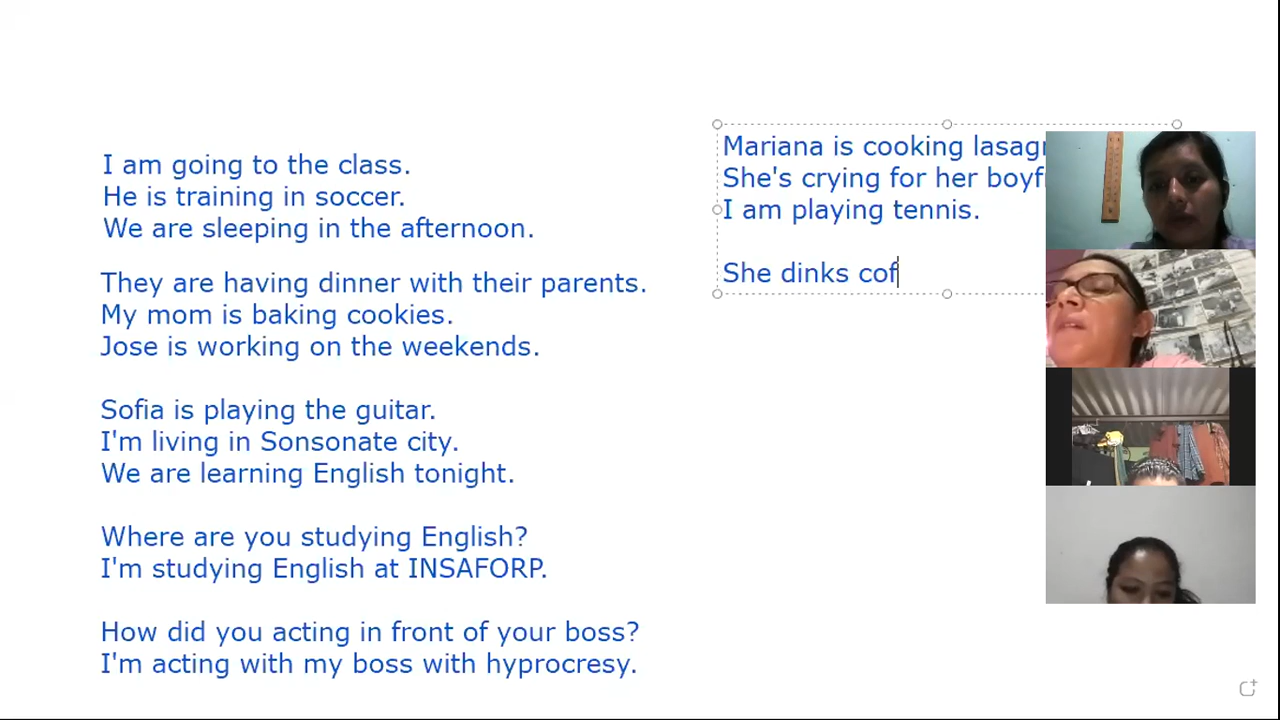 I am going to the class.
He is training in soccer.
We are sleeping in the afternoon.
They are having dinner with their parents.
My mom is baking cookies.
Jose is working on the weekends.
Sofia is playing the guitar.
I'm living in Sonsonate city.
We are learning English tonight.
Where are you studying English?
I'm studying English at INSAFORP.
How did you acting in front of your boss?
I'm acting with my boss with hyprocresy.
Mariana is cooking
She's crying for her
I am playing tennis.
She dinks cof